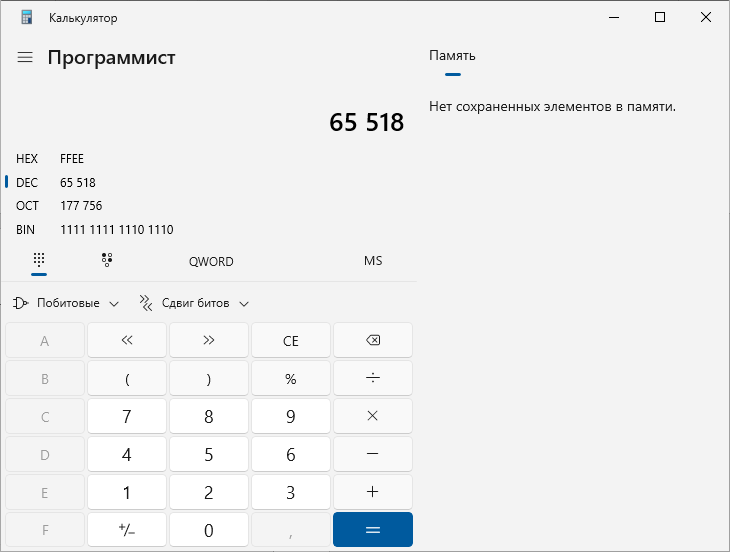 Калькулятор
Программист
Память
Нет сохраненных элементов в памяти.
65 518
HEX FFEE
DEC 65 518
OCT 177 756
BIN 1111 1111 1110 1110
QWORD MS
Побитовые Сдвиг битов
A « » CE
B ( ) % ÷
C 7 8 9 ×
D 4 5 6 −
E 1 2 3 +
F +/− 0 , =